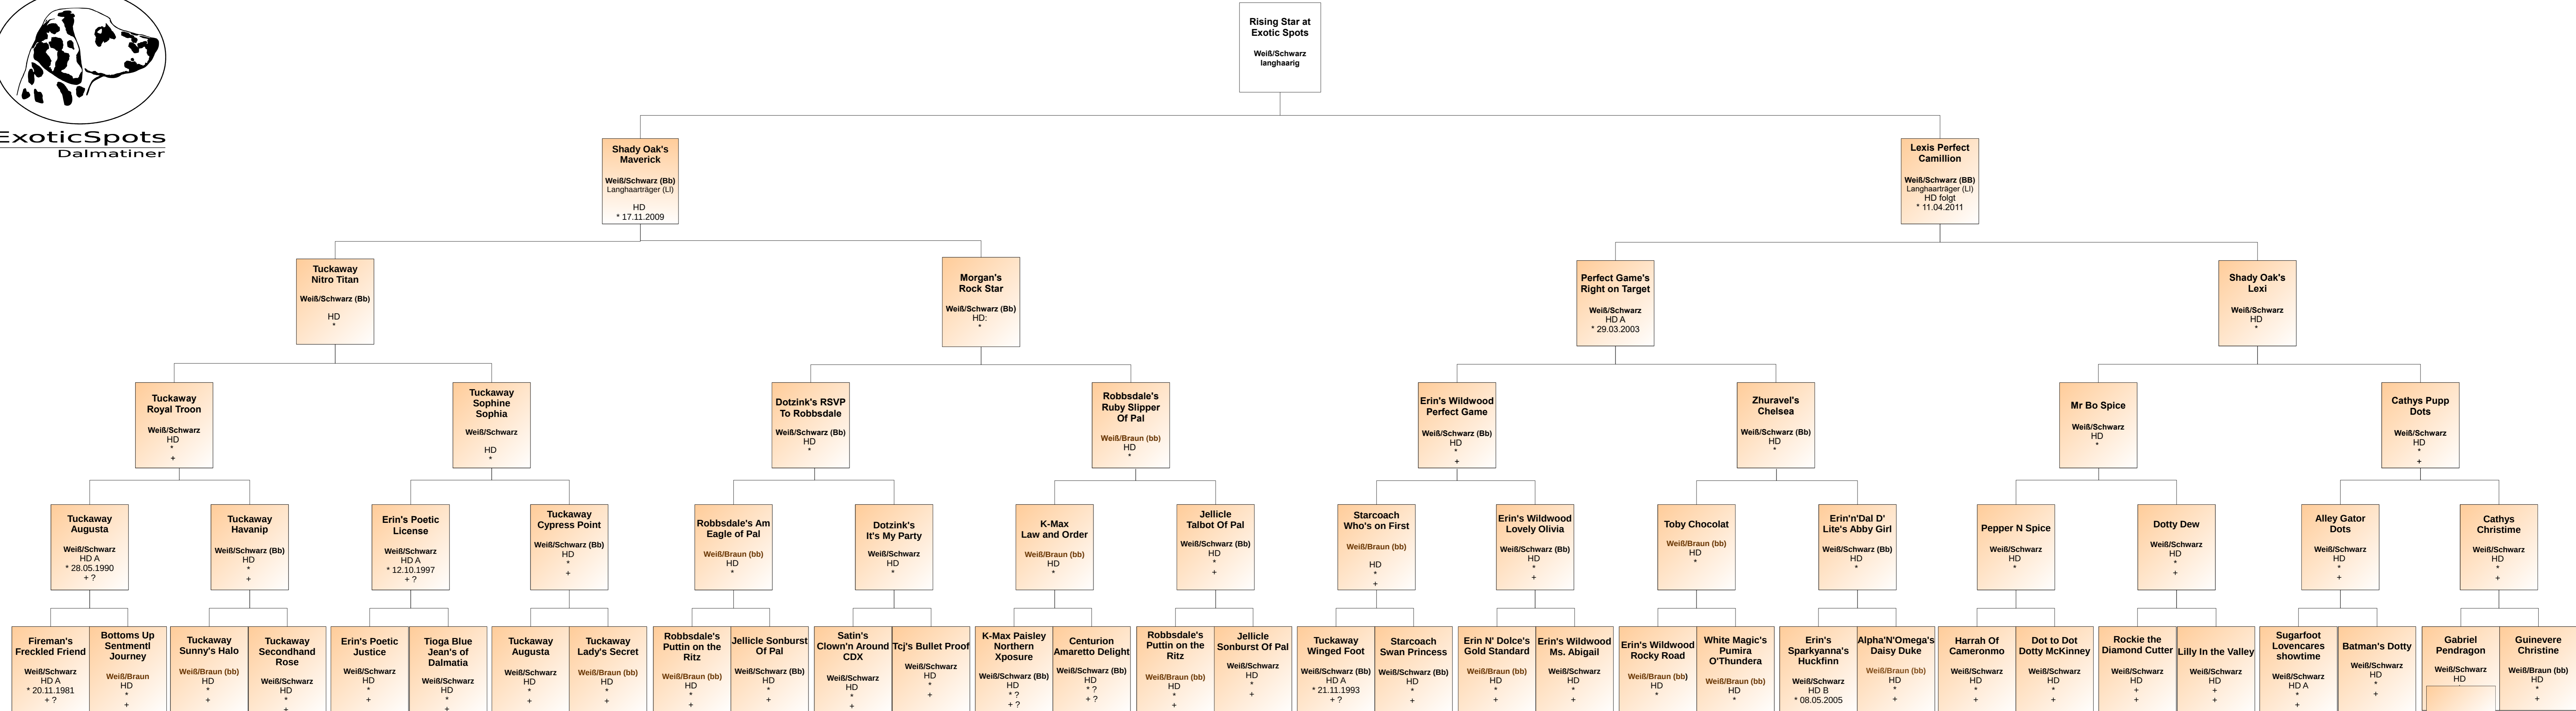 ExoticSpots
Dalmatiner
Rising Star at
Exotic Spots
Weiß/Schwarz
langhaarig
Shady Oak's
Maverick
Weiß/Schwarz (Bb)
Langhaarträger (Ll)
HD
* 17.11.2009
Lexis Perfect
Camillion
Weiß/Schwarz (BB)
Langhaarträger (Ll)
HD folgt
* 11.04.2011
Tuckaway
Nitro Titan
Weiß/Schwarz (Bb)
HD
*
Morgan's
Rock Star
Weiß/Schwarz (Bb)
HD:
*
Perfect Game's
Right on Target
Weiß/Schwarz
HD A
* 29.03.2003
Shady Oak's
Lexi
Weiß/Schwarz
HD
*
Tuckaway
Royal Troon
Weiß/Schwarz
HD
*
+
Tuckaway
Sophine
Sophia
Weiß/Schwarz
HD
*
Dotzink's RSVP
To Robbsdale
Weiß/Schwarz (Bb)
HD
*
Robbsdale's
Ruby Slipper
Of Pal
Weiß/Braun (bb)
HD
*
Erin's Wildwood
Perfect Game
Weiß/Schwarz (Bb)
HD
*
+
Zhuravel's
Chelsea
Weiß/Schwarz (Bb)
HD
*
Mr Bo Spice
Weiß/Schwarz
HD
*
Cathys Pupp
Dots
Weiß/Schwarz
HD
*
+
Tuckaway
Augusta
Weiß/Schwarz
HD A
* 28.05.1990
+ ?
Tuckaway
Havanip
Weiß/Schwarz (Bb)
HD
*
+
Erin's Poetic
License
Weiß/Schwarz
HD A
* 12.10.1997
+ ?
Tuckaway
Cypress Point
Weiß/Schwarz (Bb)
HD
*
+
Robbsdale's Am
Eagle of Pal
Weiß/Braun (bb)
HD
*
Dotzink's
It's My Party
Weiß/Schwarz
HD
*
K-Max
Law and Order
Weiß/Braun (bb)
HD
*
Jellicle
Talbot Of Pal
Weiß/Schwarz (Bb)
HD
*
+
Starcoach
Who's on First
Weiß/Braun (bb)
HD
*
+
Erin's Wildwood
Lovely Olivia
Weiß/Schwarz (Bb)
HD
*
+
Toby Chocolat
Weiß/Braun (bb)
HD
*
Erin'n'Dal D'
Lite's Abby Girl
Weiß/Schwarz (Bb)
HD
*
Pepper N Spice
Weiß/Schwarz
HD
*
Dotty Dew
Weiß/Schwarz
HD
*
+
Alley Gator
Dots
Weiß/Schwarz
HD
*
+
Cathys
Christime
Weiß/Schwarz
HD
*
+
Fireman's
Freckled Friend
Weiß/Schwarz
HD A
* 20.11.1981
+ ?
Bottoms Up
Sentmentl
Journey
Weiß/Braun
HD
*
+
Tuckaway
Sunny's Halo
Weiß/Braun (bb)
HD
*
+
Tuckaway
Secondhand
Rose
Weiß/Schwarz
HD
*
+
Erin's Poetic
Justice
Weiß/Schwarz
HD
*
+
Tioga Blue
Jean's of
Dalmatia
Weiß/Schwarz
HD
*
+
Tuckaway
Augusta
Weiß/Schwarz
HD
*
+
Tuckaway
Lady's Secret
Weiß/Braun (bb)
HD
*
+
Robbsdale's
Puttin on the
Ritz
Weiß/Braun (bb)
HD
*
+
Jellicle Sonburst
Of Pal
Weiß/Schwarz (Bb)
HD
*
+
Satin's
Clown'n Around
CDX
Weiß/Schwarz
HD
*
+
Tcj's Bullet Proof
Weiß/Schwarz
HD
*
+
K-Max Paisley
Northern
Xposure
Weiß/Schwarz (Bb)
HD
* ?
+ ?
Centurion
Amaretto Delight
Weiß/Schwarz (Bb)
HD
* ?
+ ?
Robbsdale's
Puttin on the
Ritz
Weiß/Braun (bb)
HD
*
+
Jellicle
Sonburst Of Pal
Weiß/Schwarz
HD
*
+
Tuckaway
Winged Foot
Weiß/Schwarz (Bb)
HD A
* 21.11.1993
+ ?
Starcoach
Swan Princess
Weiß/Schwarz (Bb)
HD
*
+
Erin N' Dolce's
Gold Standard
Weiß/Braun (bb)
HD
*
+
Erin's Wildwood
Ms. Abigail
Weiß/Schwarz
HD
*
+
Erin's Wildwood
Rocky Road
Weiß/Braun (bb)
HD
*
White Magic's
Pumira
O'Thundera
Weiß/Braun (bb)
HD
*
Erin's
Sparkyanna's
Huckfinn
Weiß/Schwarz
HD B
* 08.05.2005
Alpha'N'Omega's
Daisy Duke
Weiß/Braun (bb)
HD
*
+
Harrah Of
Cameronmo
Weiß/Schwarz
HD
*
+
Dot to Dot
Dotty McKinney
Weiß/Schwarz
HD
*
+
Rockie the
Diamond Cutter
Weiß/Schwarz
HD
+
+
Lilly In the Valley
Weiß/Schwarz
HD
+
+
Sugarfoot
Lovencares
showtime
Weiß/Schwarz
HD A
*
+
Batman's Dotty
Weiß/Schwarz
HD
*
+
Gabriel
Pendragon
Weiß/Schwarz
HD
Guinevere
Christine
Weiß/Braun (bb)
HD
*
+